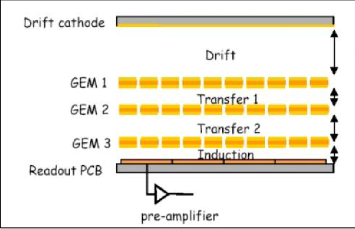 Drift cathode
Drift
GEM 1
Transfer 1
GEM 2
Transfer 2
GEM 3
Induction
Readout PCB
pre-amplifier